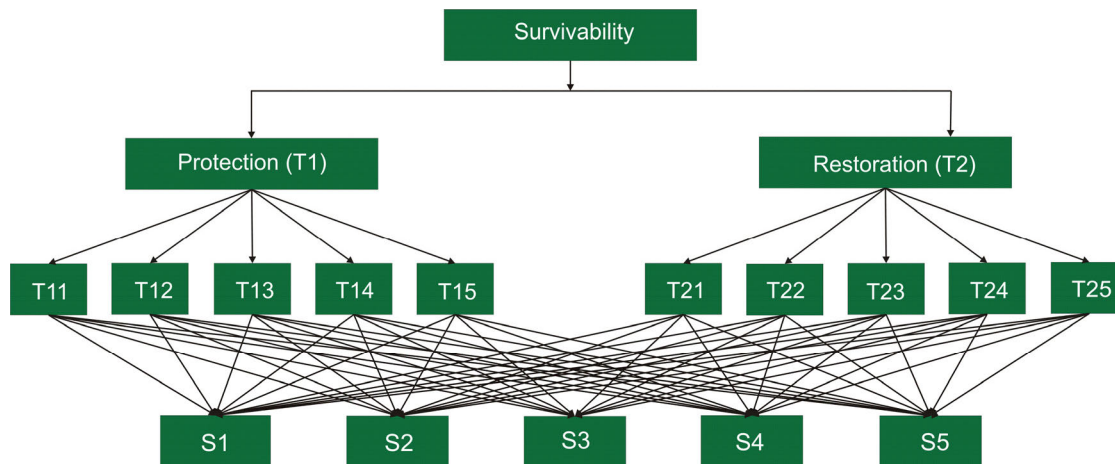 Survivability
Protection (T1)
Restoration (T2)
T11
T12
T13
T14
T15
T21
T22
T23
T24
T25
S1
S2
S3
S4
S5